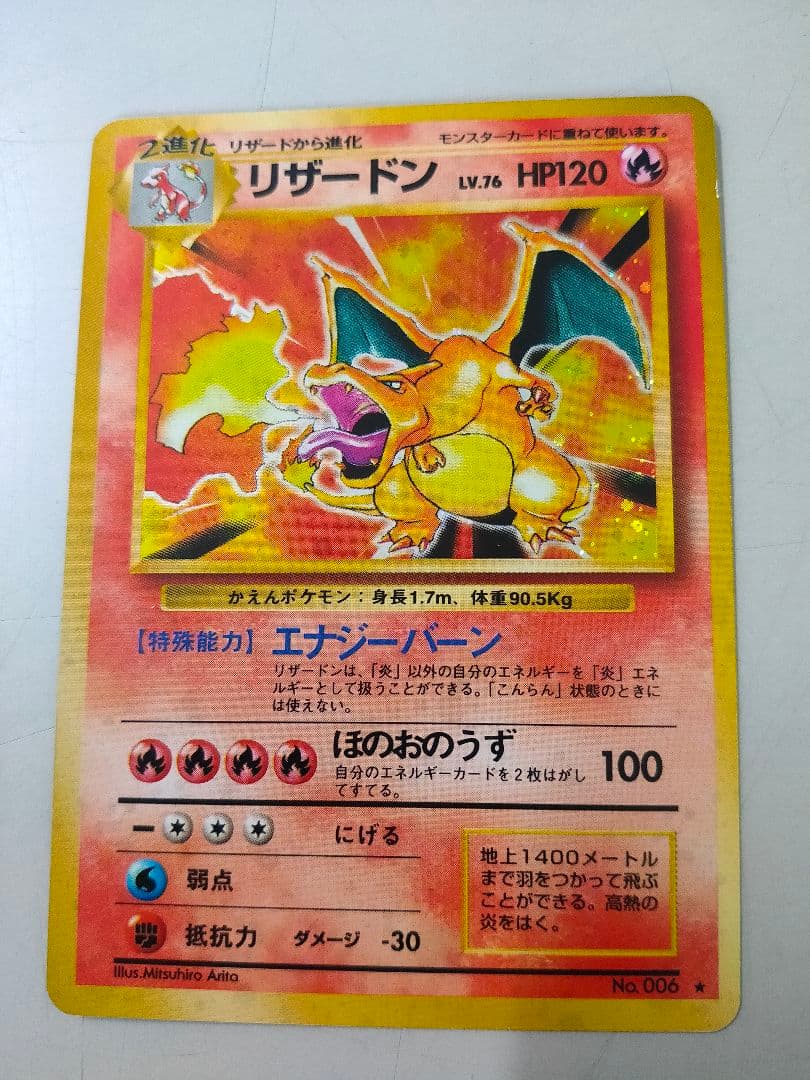 2進化 リザードから進化 モンスターカードに重ねて使います。
リザードン LV.76 HP120
かえんポケモン：身長1.7m、体重90.5Kg
【特殊能力】エナジーバーン
リザードンは、「炎」以外の自分のエネルギーを「炎」エネ
ルギーとして扱うことができる。「こんらん」状態のときに
は使えない。
ほのおのうず 100
自分のエネルギーカードを2枚はがし
てすてる。
にげる
弱点
抵抗力 ダメージ -30
地上1400メートル
まで羽をつかって飛ぶ
ことができる。高熱の
炎をはく。
Illus.Mitsuhiro Arita
No. 006 ★